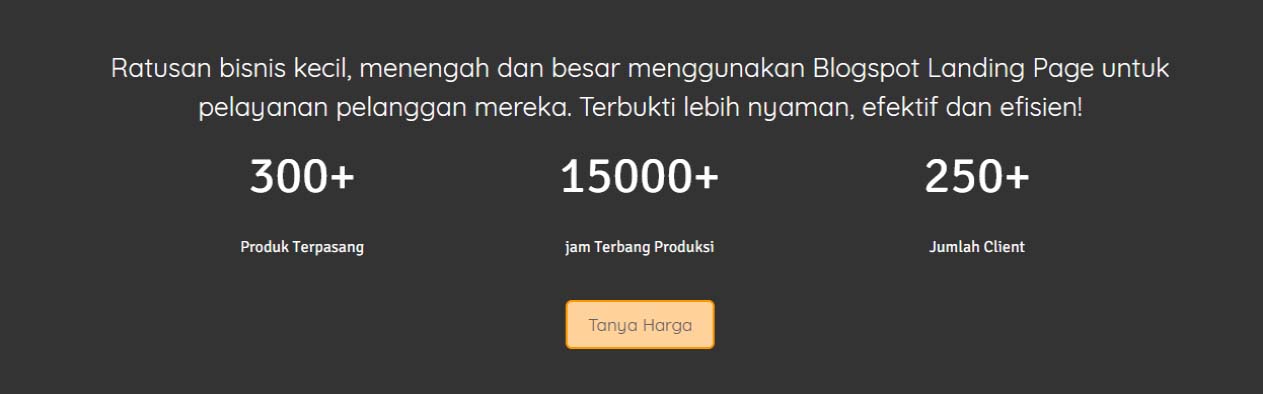 Ratusan bisnis kecil, menengah dan besar menggunakan Blogspot Landing Page untuk
pelayanan pelanggan mereka. Terbukti lebih nyaman, efektif dan efisien!
300+
15000+
250+
Produk Terpasang
jam Terbang Produksi
Jumlah Client
Tanya Harga